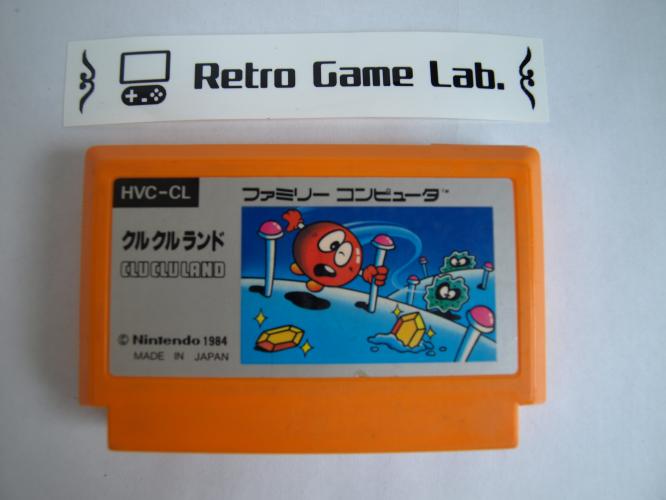 Retro Game Lab.
HVC-CL
ファミリー コンピュータ™
クルクルランド
CLU CLU LAND
© Nintendo 1984
MADE IN JAPAN